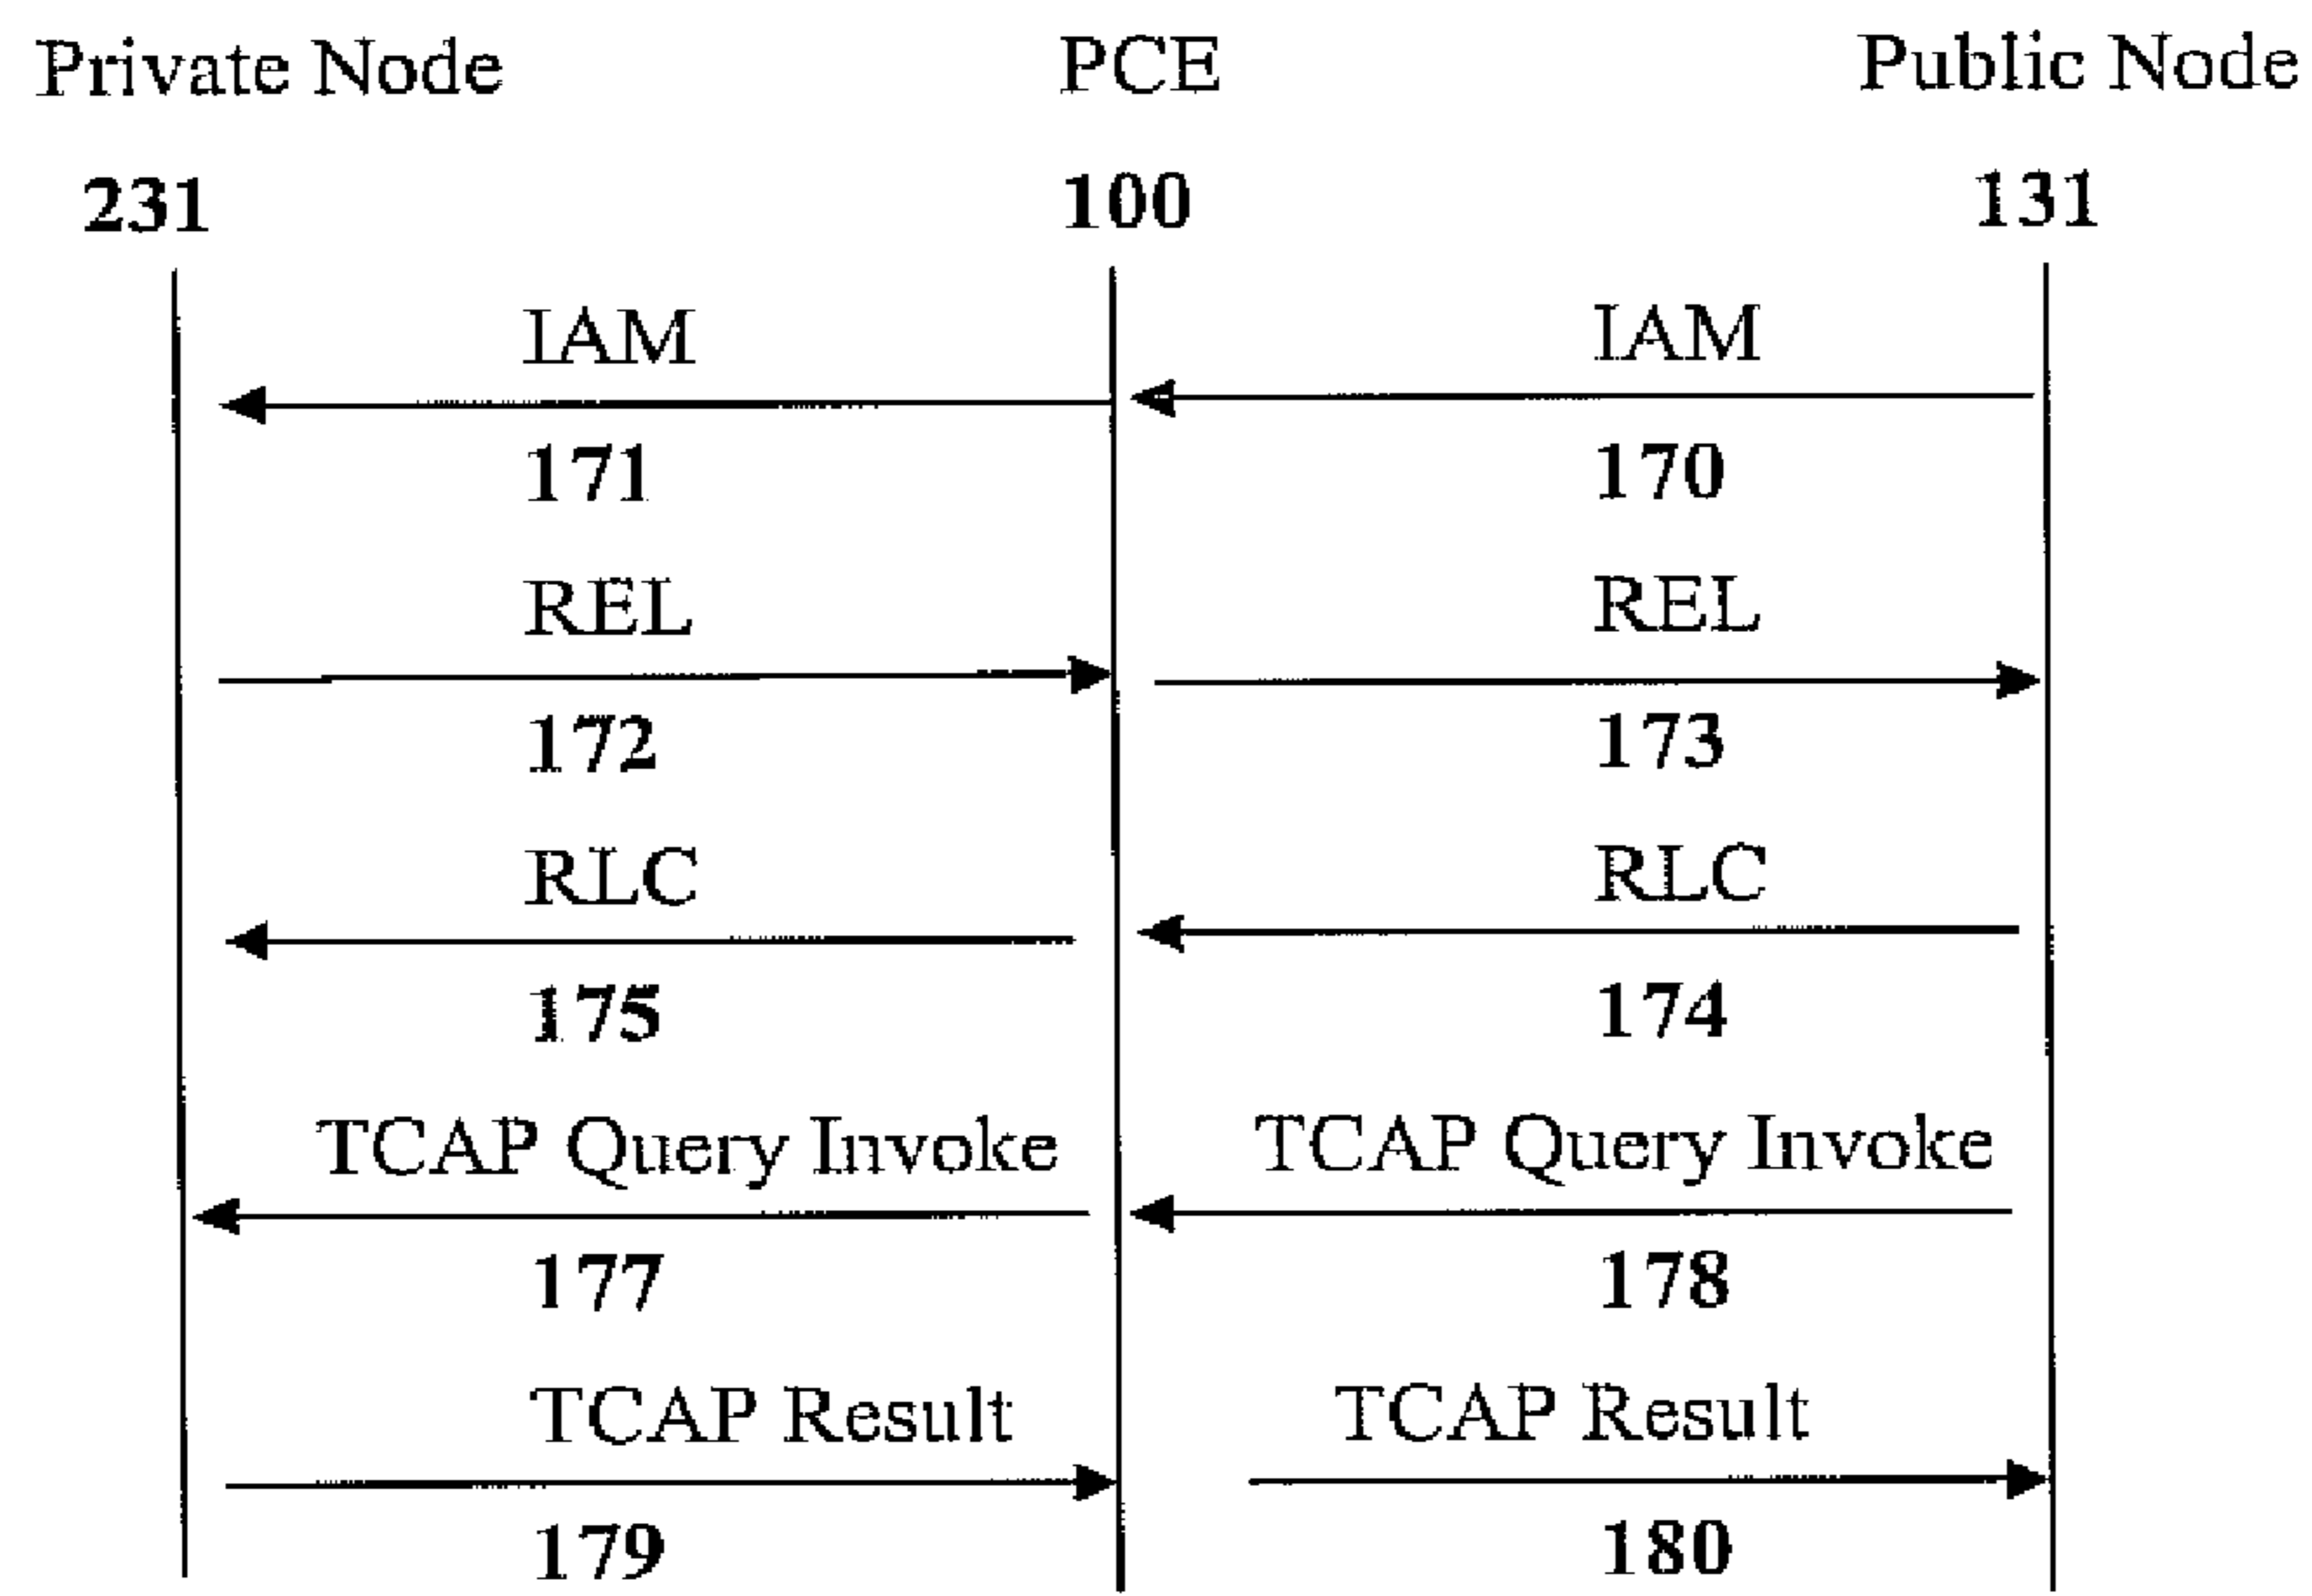 Private Node PCE Public Node
231 100 131
IAM IAM
171 170
REL REL
172 173
RLC RLC
175 174
TCAP Query Invoke TCAP Query Invoke
177 178
TCAP Result TCAP Result
179 180